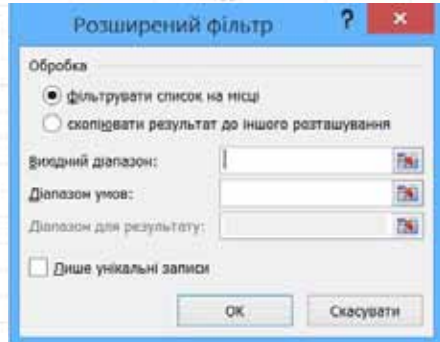 Розширений фільтр ? ×
Обробка
фільтрувати список на місці
скопіювати результат до іншого розташування
Вихідний діапазон:
Діапазон умов:
Діапазон для результату:
Лише унікальні записи
ОК Скасувати